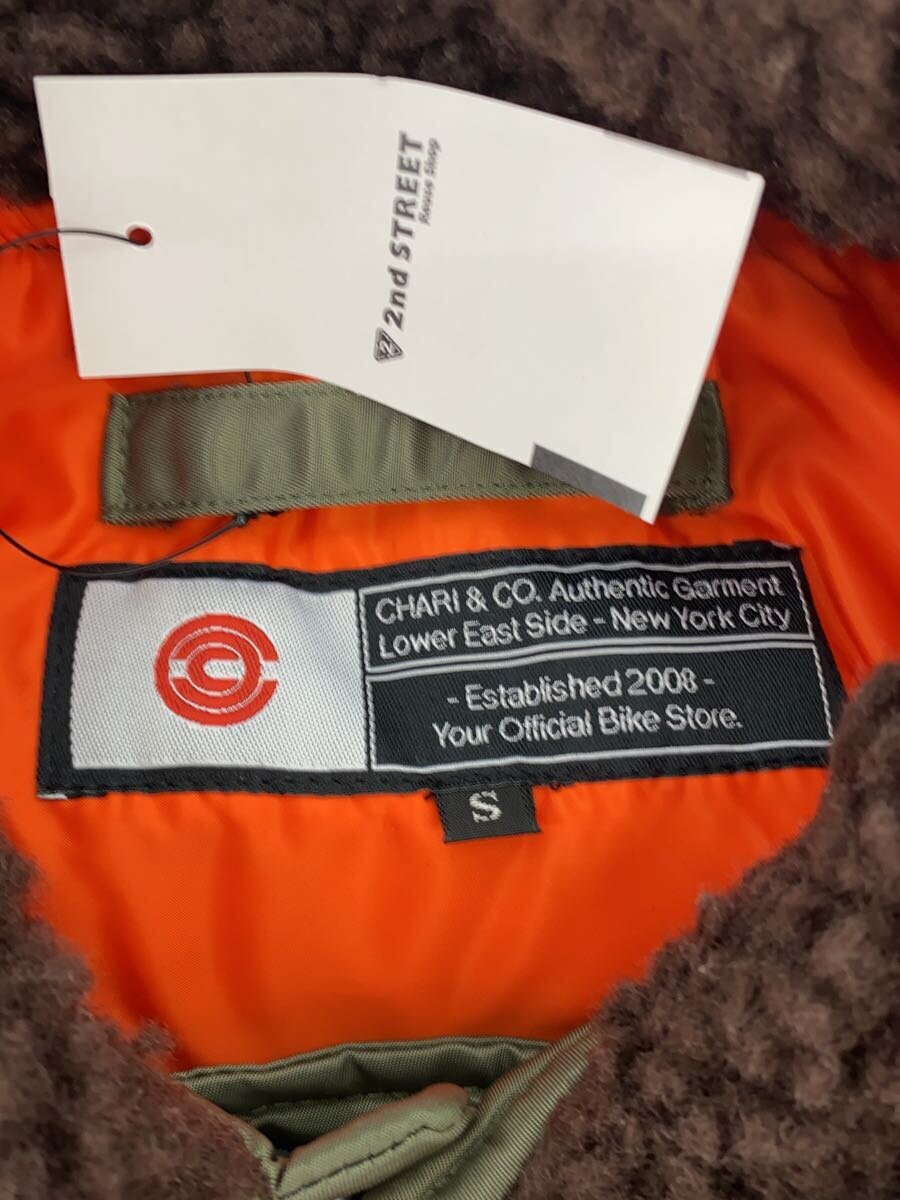 2nd STREET
Reuse Shop
CHARI & CO. Authentic Garment
Lower East Side - New York City
- Established 2008 -
Your Official Bike Store.
S